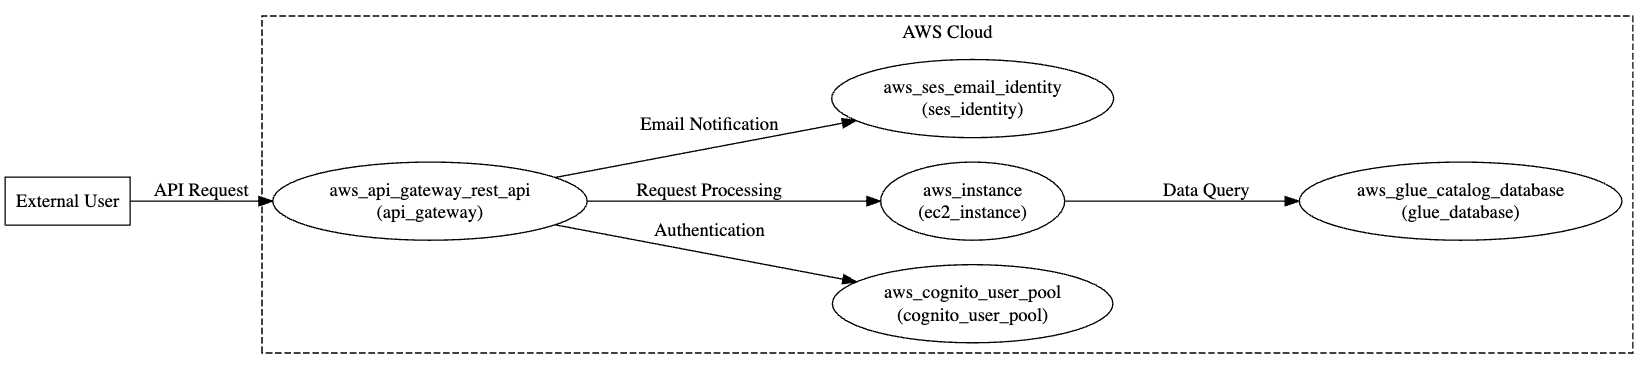 AWS Cloud
aws_ses_email_identity
(ses_identity)
Email Notification
External User
API Request
aws_api_gateway_rest_api
(api_gateway)
Request Processing
aws_instance
(ec2_instance)
Data Query
aws_glue_catalog_database
(glue_database)
Authentication
aws_cognito_user_pool
(cognito_user_pool)